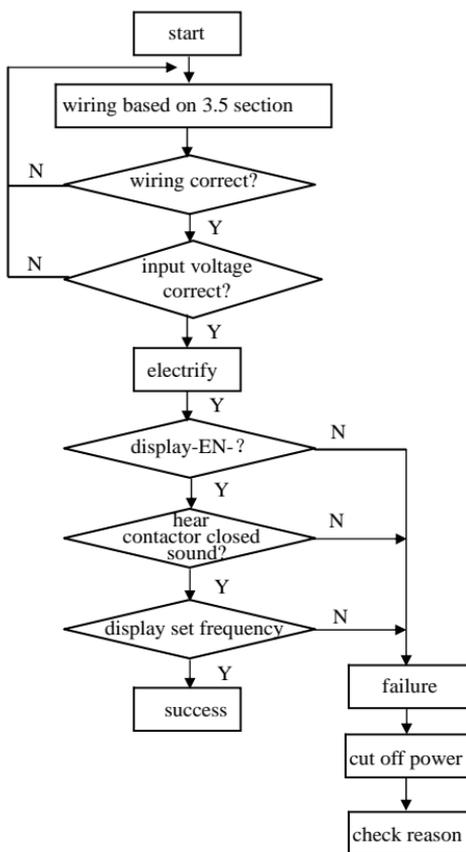 start
wiring based on 3.5 section
N
wiring correct?
Y
N
input voltage
correct?
Y
electrify
Y
display-EN-?
N
Y
hear
contactor closed
sound?
N
Y
display set frequency
N
Y
success
failure
cut off power
check reason